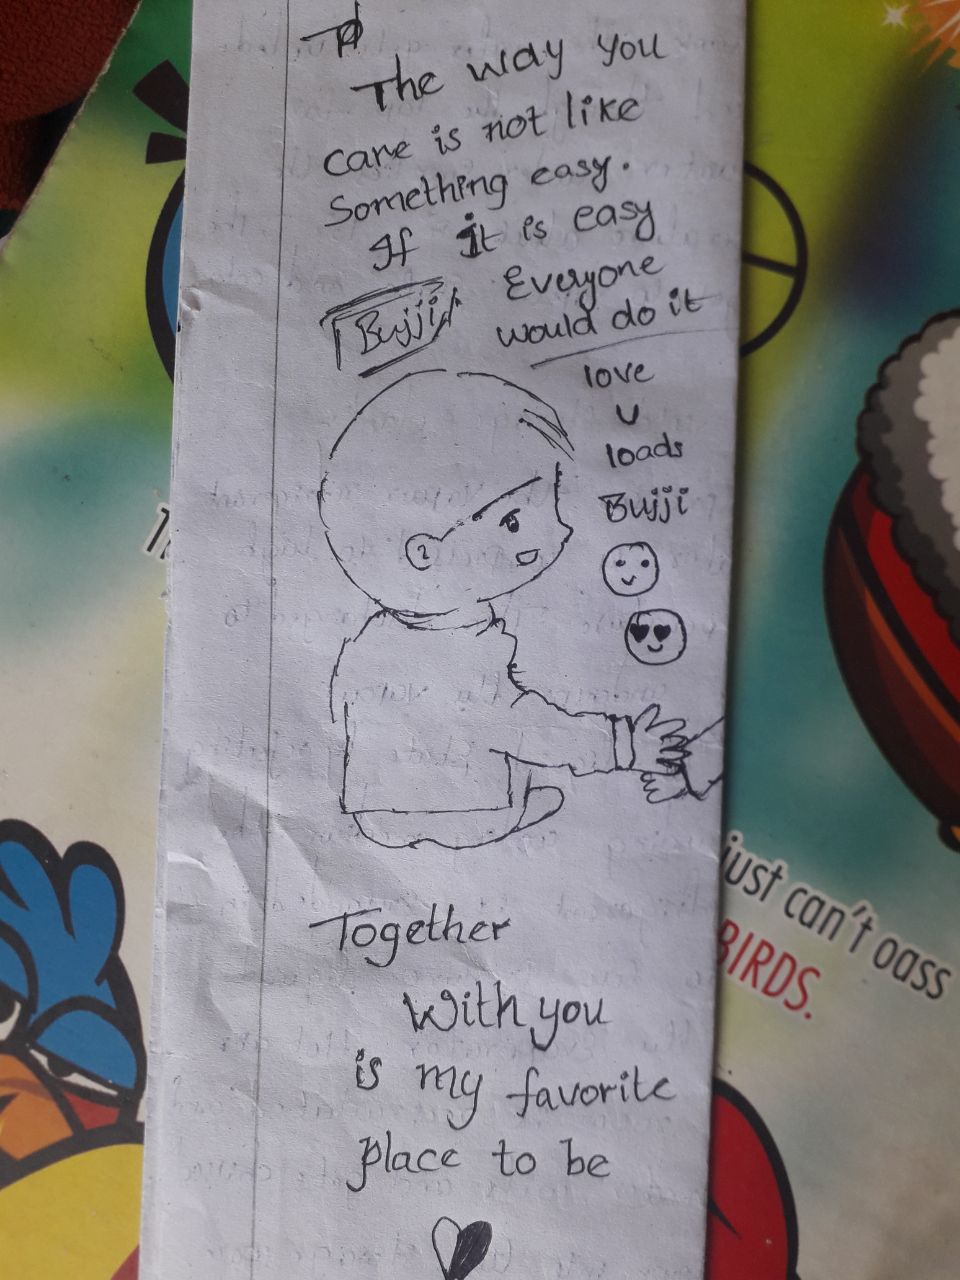 The way you
care is not like
Something easy.
If it is easy
Everyone
would do it
Bujji
love
U
loads
Bujji
Together
With you
is my favorite
place to be
just can't oass
BIRDS.